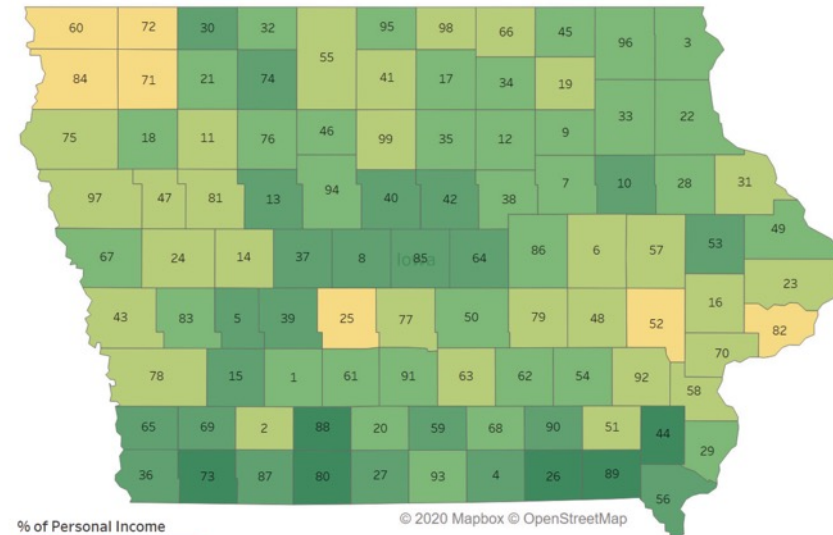 60 72 30 32 55 95 98 66 45 96 3
84 71 21 74 41 17 34 19
75 18 11 76 46 99 35 12 9 33 22
97 47 81 13 94 40 42 38 7 10 28 31
67 24 14 37 8 85 64 86 6 57 53 49
Iowa
43 83 5 39 25 77 50 79 48 52 16 23 82
78 15 1 61 91 63 62 54 92 70 58
65 69 2 88 20 59 68 90 51 44 29
36 73 87 80 27 93 4 26 89 56
% of Personal Income
© 2020 Mapbox © OpenStreetMap